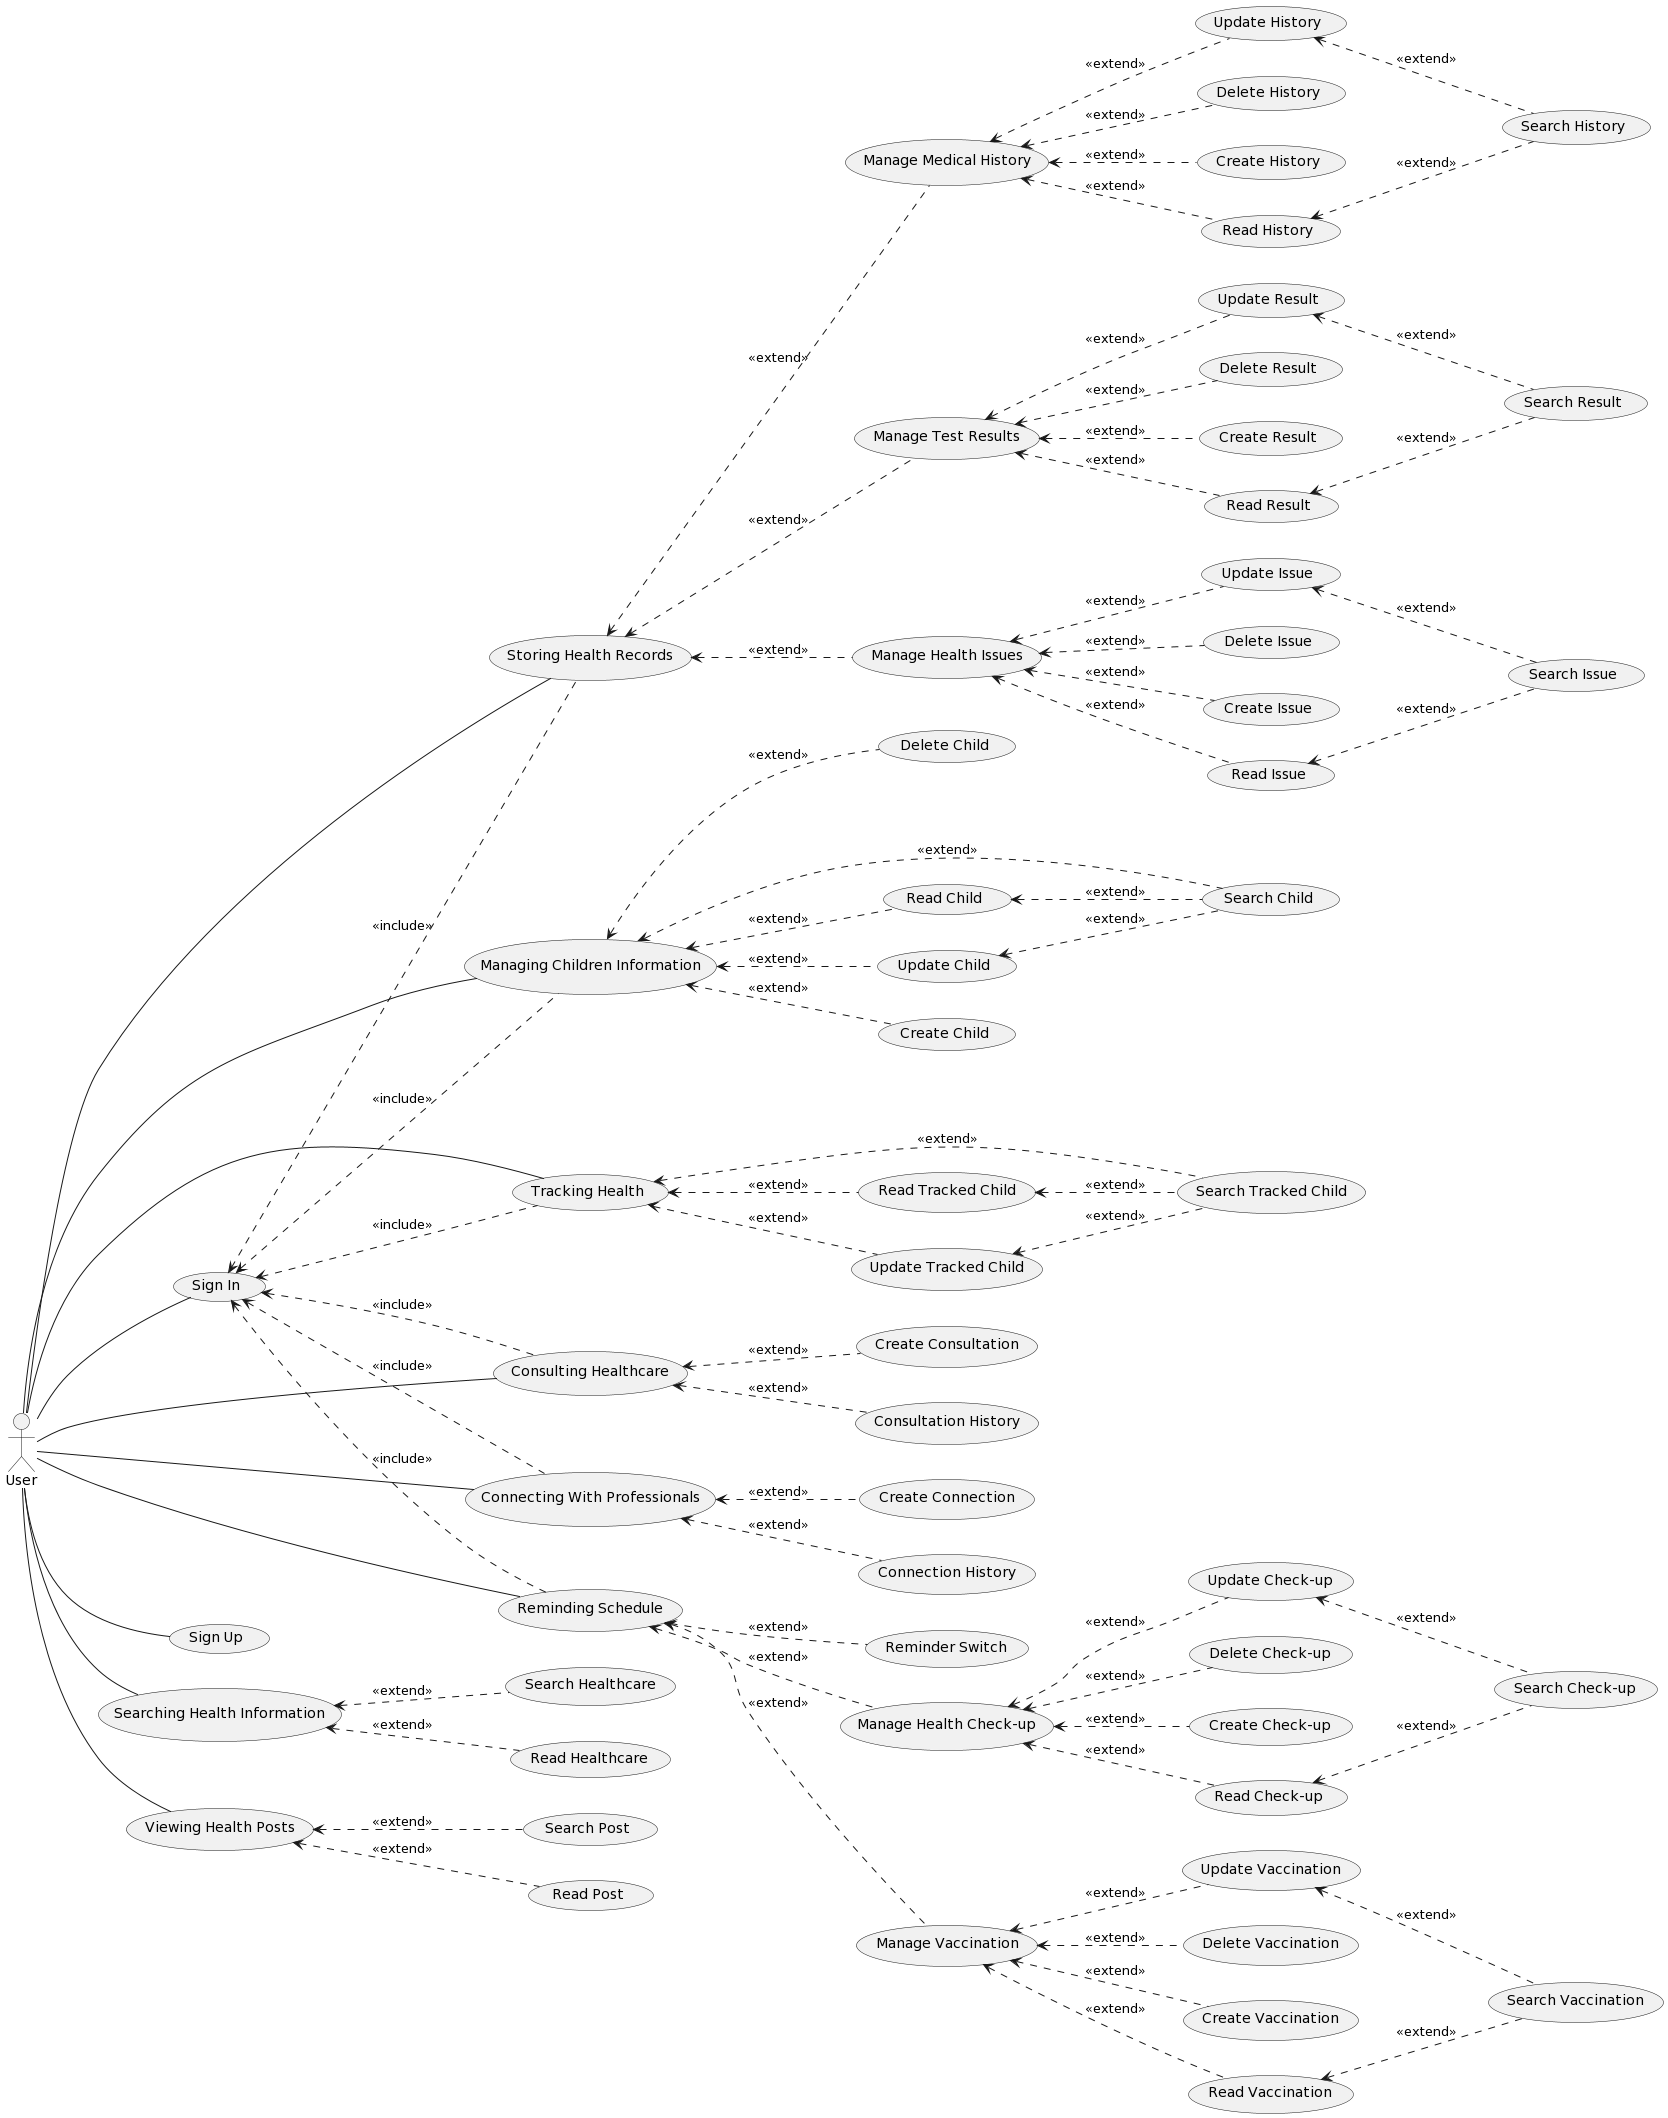 Update History
«extend»
«extend»
Delete History
«extend»
Search History
Manage Medical History
«extend»
Create History
«extend»
«extend»
Read History
Update Result
«extend»
«extend»
«extend»
Delete Result
«extend»
Search Result
Manage Test Results
«extend»
Create Result
«extend»
«extend»
Read Result
«extend»
Update Issue
«extend»
«extend»
Storing Health Records
«extend»
Manage Health Issues
«extend»
Delete Issue
«extend»
Search Issue
«extend»
Create Issue
«extend»
Read Issue
«extend»
Delete Child
«extend»
«include»
Read Child
«extend»
Search Child
«extend»
«extend»
Managing Children Information
«extend»
Update Child
«extend»
Create Child
«include»
«extend»
Tracking Health
«extend»
Read Tracked Child
«extend»
Search Tracked Child
«include»
«extend»
«extend»
Update Tracked Child
Sign In
«include»
«extend»
Create Consultation
Consulting Healthcare
«include»
«extend»
Consultation History
User
«include»
Connecting With Professionals
«extend»
Create Connection
«extend»
Connection History
Update Check-up
Reminding Schedule
«extend»
«extend»
«extend»
Sign Up
Reminder Switch
«extend»
«extend»
Delete Check-up
Search Healthcare
«extend»
Search Check-up
«extend»
Searching Health Information
Manage Health Check-up
«extend»
Create Check-up
«extend»
«extend»
Read Healthcare
«extend»
Read Check-up
Viewing Health Posts
«extend»
Search Post
«extend»
Read Post
Update Vaccination
«extend»
«extend»
Manage Vaccination
«extend»
Delete Vaccination
«extend»
Search Vaccination
«extend»
Create Vaccination
«extend»
Read Vaccination